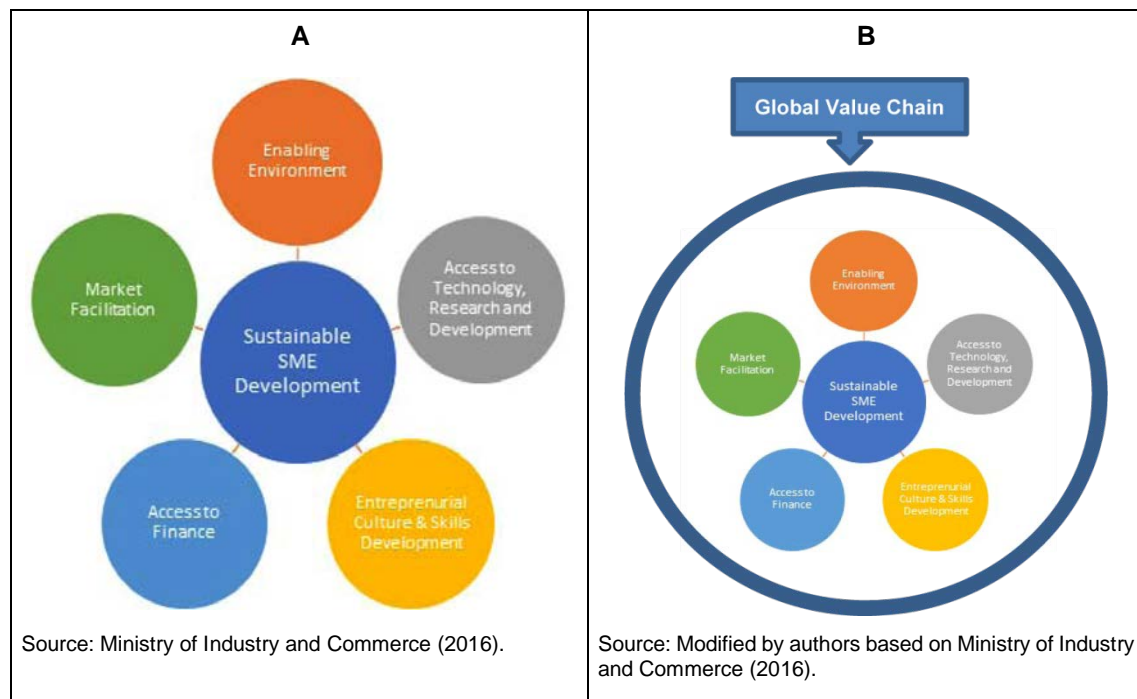 A
Enabling
Environment
Market
Facilitation
Access to
Technology,
Research and
Development
Sustainable
SME
Development
Access to
Finance
Entreprenurial
Culture & Skills
Development
Source: Ministry of Industry and Commerce (2016).
B
Global Value Chain
Enabling
Environment
Market
Facilitation
Access to
Technology,
Research and
Development
Sustainable
SME
Development
Access to
Finance
Entreprenurial
Culture & Skills
Development
Source: Modified by authors based on Ministry of Industry
and Commerce (2016).